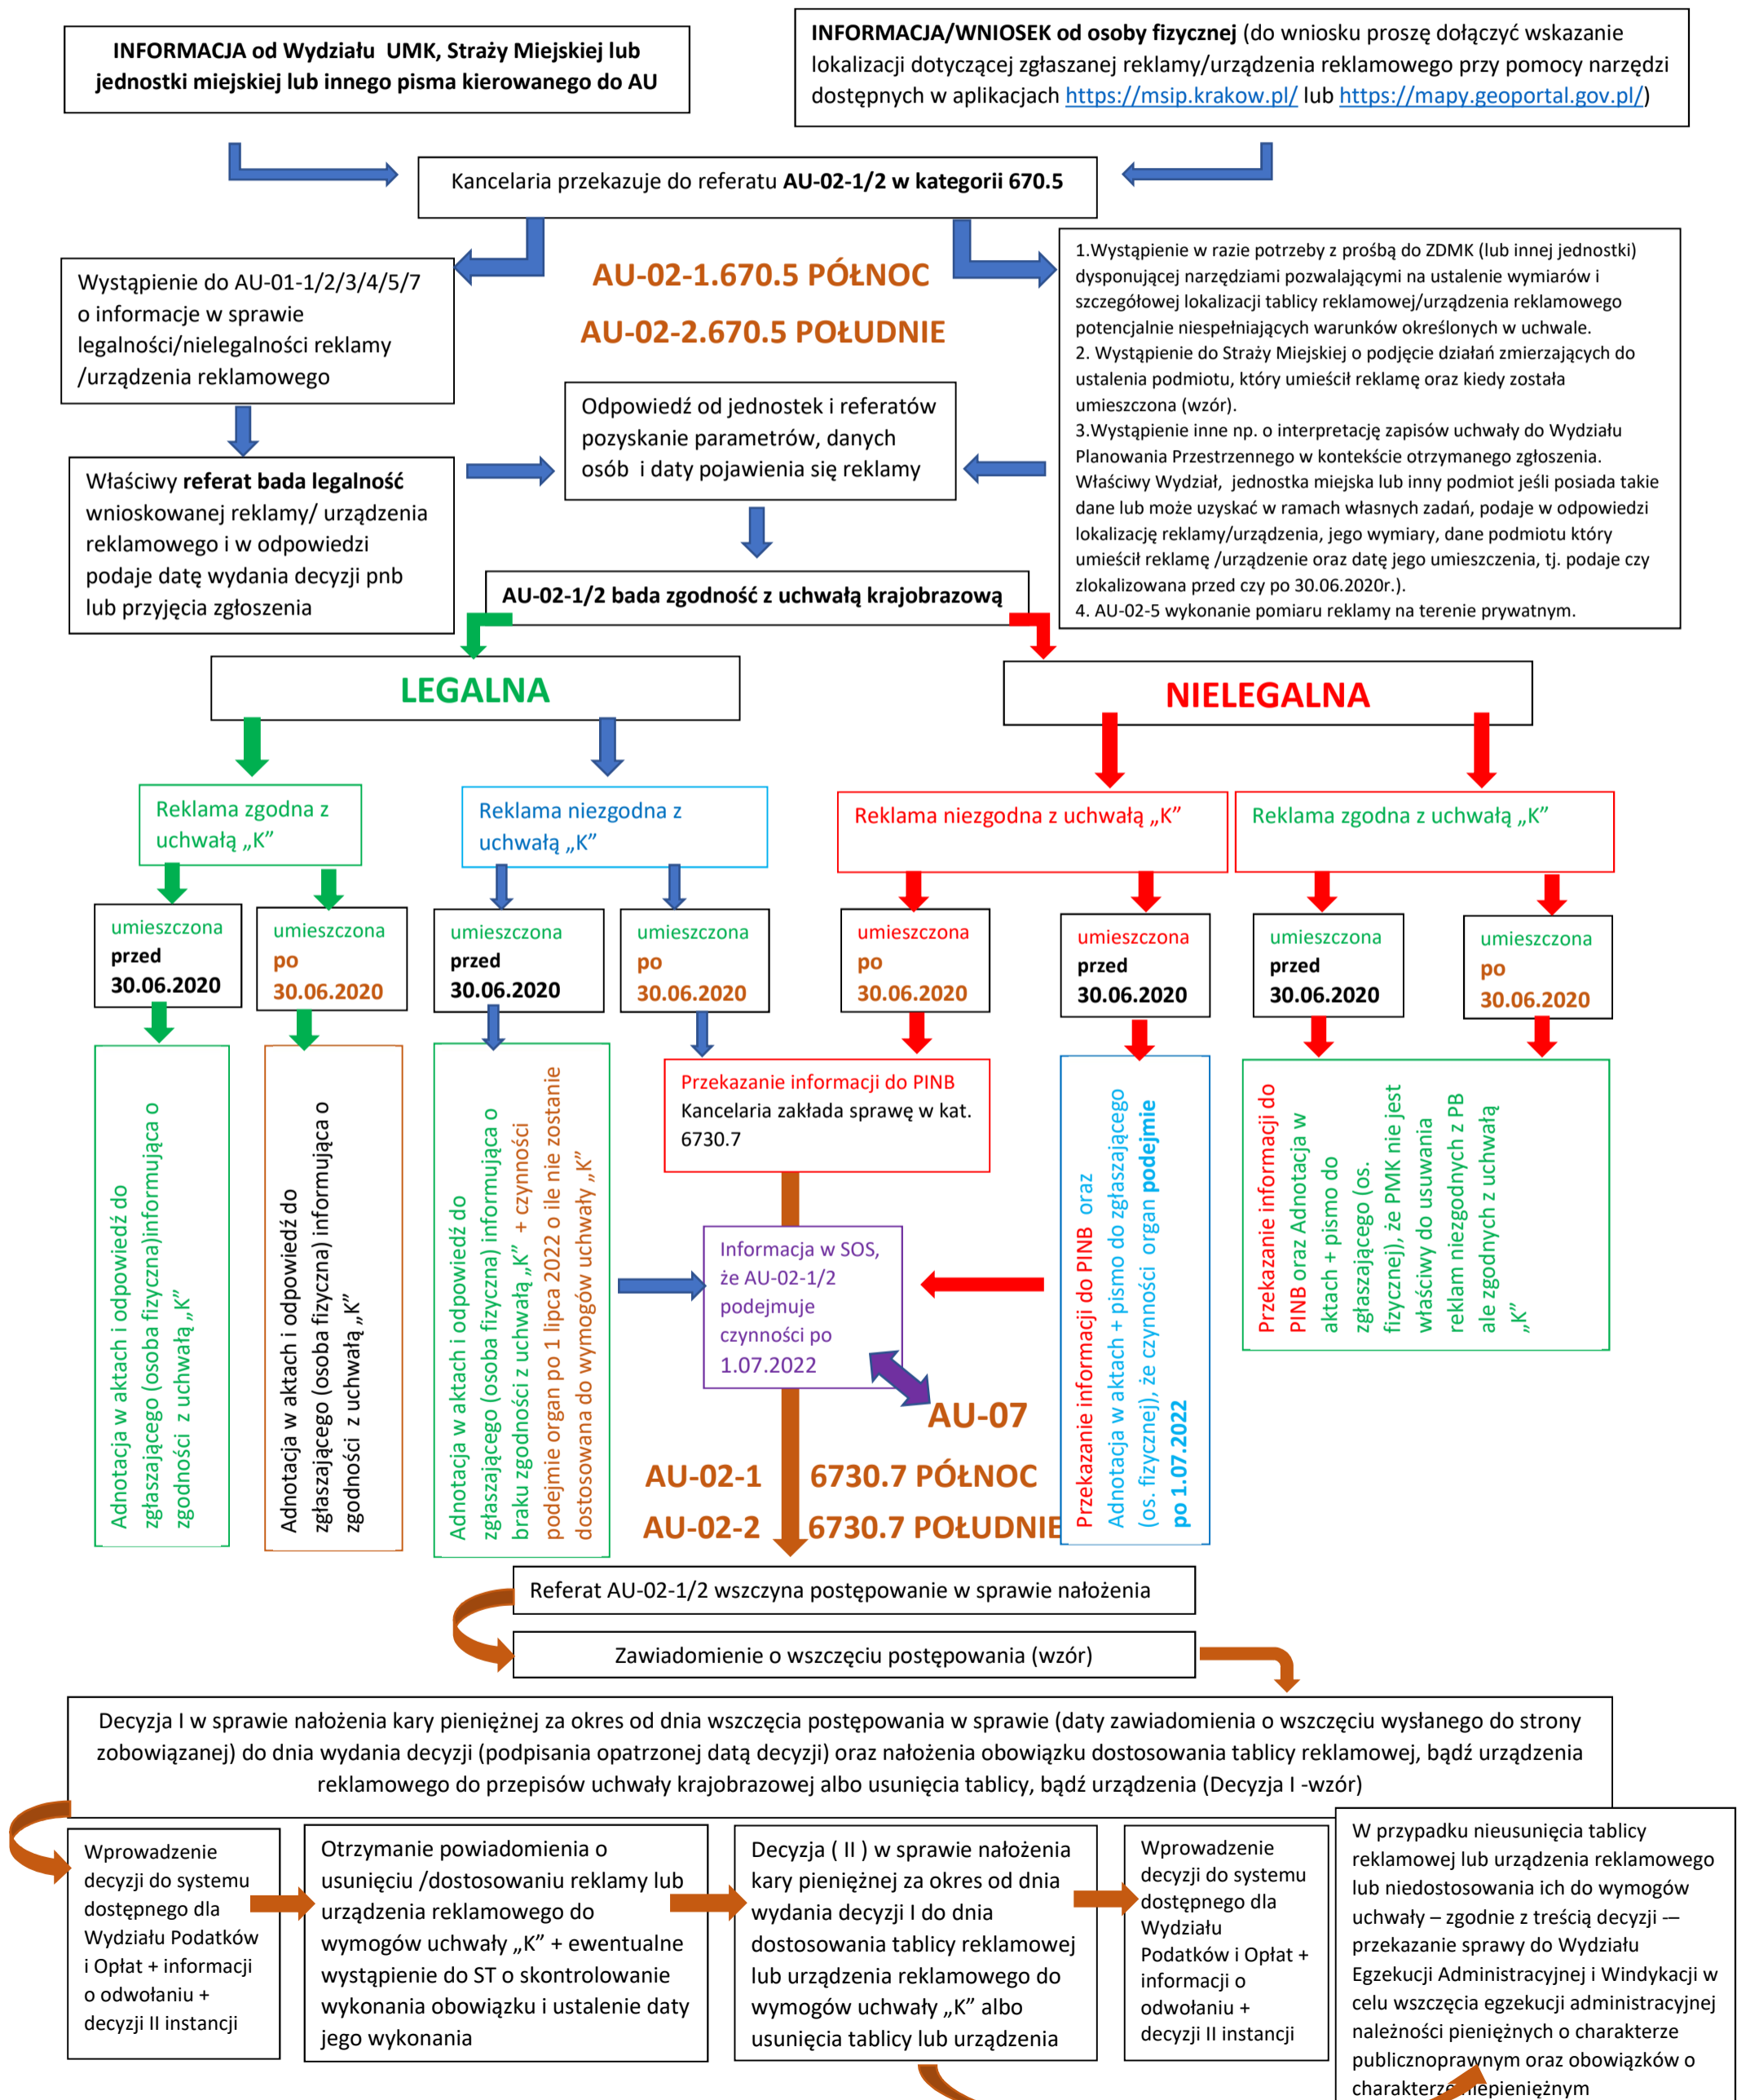 INFORMACJA od Wydziału UMK, Straży Miejskiej lub
jednostki miejskiej lub innego pisma kierowanego do AU
INFORMACJA/WNIOSEK od osoby fizycznej (do wniosku proszę dołączyć wskazanie
lokalizacji dotyczącej zgłaszanej reklamy/urządzenia reklamowego przy pomocy narzędzi
dostępnych w aplikacjach https://msip.krakow.pl/ lub https://mapy.geoportal.gov.pl/)
Kancelaria przekazuje do referatu AU-02-1/2 w kategorii 670.5
Wystąpienie do AU-01-1/2/3/4/5/7
o informacje w sprawie
legalności/nielegalności reklamy
/urządzenia reklamowego
AU-02-1.670.5 PÓŁNOC
AU-02-2.670.5 POŁUDNIE
1.Wystąpienie w razie potrzeby z prośbą do ZDMK (lub innej jednostki)
dysponującej narzędziami pozwalającymi na ustalenie wymiarów i
szczegółowej lokalizacji tablicy reklamowej/urządzenia reklamowego
potencjalnie niespełniających warunków określonych w uchwale.
2. Wystąpienie do Straży Miejskiej o podjęcie działań zmierzających do
ustalenia podmiotu, który umieścił reklamę oraz kiedy została
umieszczona (wzór).
3.Wystąpienie inne np. o interpretację zapisów uchwały do Wydziału
Planowania Przestrzennego w kontekście otrzymanego zgłoszenia.
Właściwy Wydział, jednostka miejska lub inny podmiot jeśli posiada takie
dane lub może uzyskać w ramach własnych zadań, podaje w odpowiedzi
lokalizację reklamy/urządzenia, jego wymiary, dane podmiotu który
umieścił reklamę /urządzenie oraz datę jego umieszczenia, tj. podaje czy
zlokalizowana przed czy po 30.06.2020r.).
4. AU-02-5 wykonanie pomiaru reklamy na terenie prywatnym.
Właściwy referat bada legalność
wnioskowanej reklamy/ urządzenia
reklamowego i w odpowiedzi
podaje datę wydania decyzji pnb
lub przyjęcia zgłoszenia
Odpowiedź od jednostek i referatów
pozyskanie parametrów, danych
osób i daty pojawienia się reklamy
AU-02-1/2 bada zgodność z uchwałą krajobrazową
LEGALNA
NIELEGALNA
Reklama zgodna z
uchwałą „K”
Reklama niezgodna z
uchwałą „K”
Reklama niezgodna z uchwałą „K”
Reklama zgodna z uchwałą „K”
umieszczona
przed
30.06.2020
umieszczona
po
30.06.2020
umieszczona
przed
30.06.2020
umieszczona
po
30.06.2020
umieszczona
po
30.06.2020
umieszczona
przed
30.06.2020
umieszczona
przed
30.06.2020
umieszczona
po
30.06.2020
Adnotacja w aktach i odpowiedź do
zgłaszającego (osoba fizyczna)informująca o
zgodności z uchwałą „K”
Adnotacja w aktach i odpowiedź do
zgłaszającego (osoba fizyczna) informująca o
zgodności z uchwałą „K”
Adnotacja w aktach i odpowiedź do
zgłaszającego (osoba fizyczna) informująca o
braku zgodności z uchwałą „K” + czynności
podejmie organ po 1 lipca 2022 o ile nie zostanie
dostosowana do wymogów uchwały „K”
Przekazanie informacji do PINB
Kancelaria zakłada sprawę w kat.
6730.7
Informacja w SOS,
że AU-02-1/2
podejmuje
czynności po
1.07.2022
AU-07
AU-02-1 6730.7 PÓŁNOC
AU-02-2 6730.7 POŁUDNIE
Przekazanie informacji do PINB oraz
Adnotacja w aktach + pismo do zgłaszającego
(os. fizycznej), że czynności organ podejmie
po 1.07.2022
Przekazanie informacji do
PINB oraz Adnotacja w
aktach + pismo do
zgłaszającego (os.
fizycznej), że PMK nie jest
właściwy do usuwania
reklam niezgodnych z PB
ale zgodnych z uchwałą
„K”
Referat AU-02-1/2 wszczyna postępowanie w sprawie nałożenia
Zawiadomienie o wszczęciu postępowania (wzór)
Decyzja I w sprawie nałożenia kary pieniężnej za okres od dnia wszczęcia postępowania w sprawie (daty zawiadomienia o wszczęciu wysłanego do strony
zobowiązanej) do dnia wydania decyzji (podpisania opatrzonej datą decyzji) oraz nałożenia obowiązku dostosowania tablicy reklamowej, bądź urządzenia
reklamowego do przepisów uchwały krajobrazowej albo usunięcia tablicy, bądź urządzenia (Decyzja I -wzór)
Wprowadzenie
decyzji do systemu
dostępnego dla
Wydziału Podatków
i Opłat + informacji
o odwołaniu +
decyzji II instancji
Otrzymanie powiadomienia o
usunięciu /dostosowaniu reklamy lub
urządzenia reklamowego do
wymogów uchwały „K” + ewentualne
wystąpienie do ST o skontrolowanie
wykonania obowiązku i ustalenie daty
jego wykonania
Decyzja ( II ) w sprawie nałożenia
kary pieniężnej za okres od dnia
wydania decyzji I do dnia
dostosowania tablicy reklamowej
lub urządzenia reklamowego do
wymogów uchwały „K” albo
usunięcia tablicy lub urządzenia
Wprowadzenie
decyzji do systemu
dostępnego dla
Wydziału
Podatków i Opłat +
informacji o
odwołaniu +
decyzji II instancji
W przypadku nieusunięcia tablicy
reklamowej lub urządzenia reklamowego
lub niedostosowania ich do wymogów
uchwały – zgodnie z treścią decyzji -–
przekazanie sprawy do Wydziału
Egzekucji Administracyjnej i Windykacji w
celu wszczęcia egzekucji administracyjnej
należności pieniężnych o charakterze
publicznoprawnym oraz obowiązków o
charakterze niepieniężnym